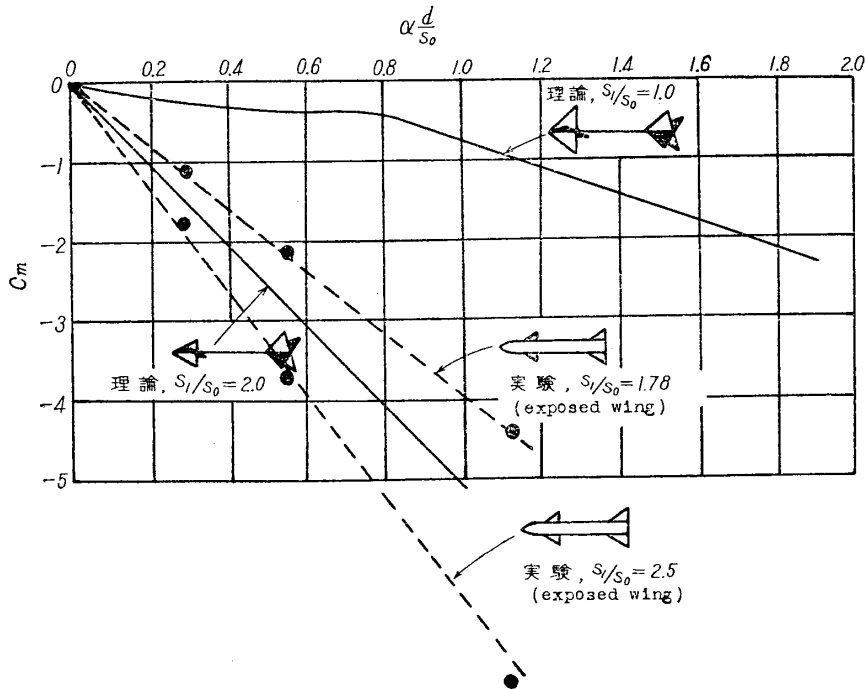 α d/s₀
0 0.2 0.4 0.6 0.8 1.0 1.2 1.4 1.6 1.8 2.0
0
-1
-2
-3
-4
-5
Cm
理論, S₁/S₀=1.0
理論, S₁/S₀=2.0
実験, S₁/S₀=1.78
(exposed wing)
実験, S₁/S₀=2.5
(exposed wing)